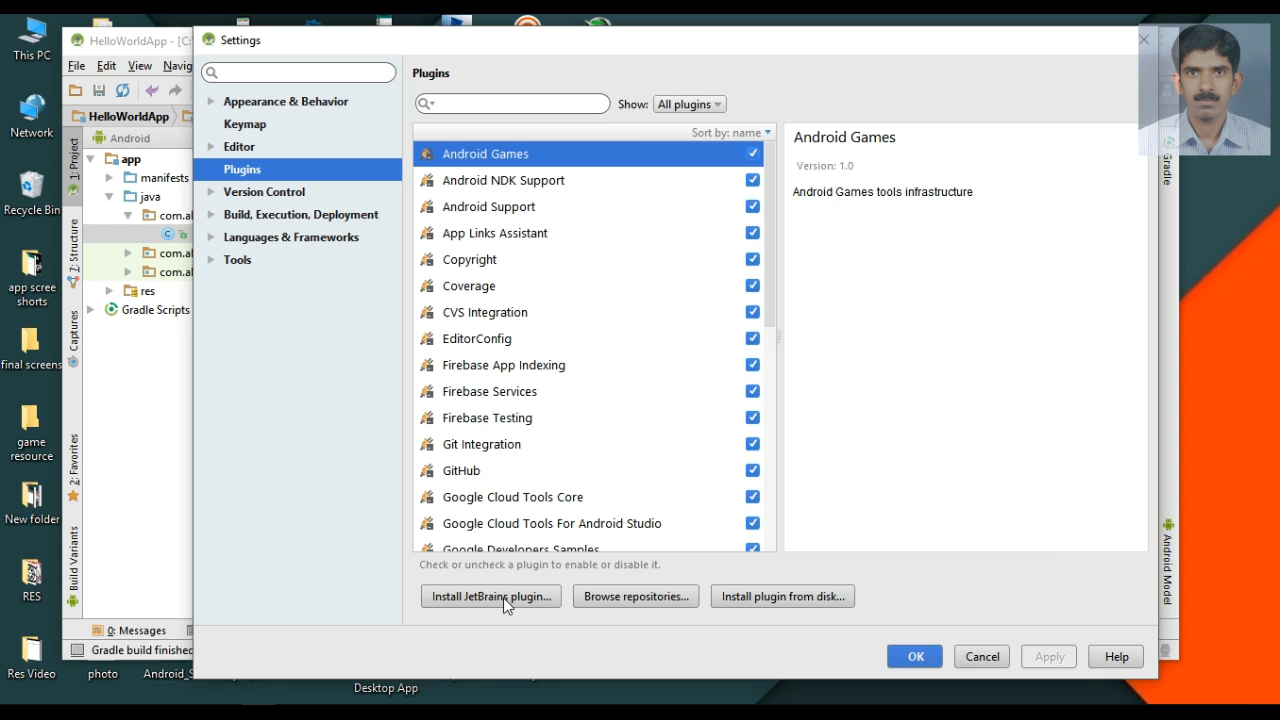 This PC
Network
Recycle Bin
app scree
shorts
final screens
game
resource
New folder
RES
Res Video
photo
Android_S
Desktop App
HelloWorldApp - [C:
File Edit View Navig
HelloWorldApp
Android
app
manifests
java
com.al
com.al
com.al
res
Gradle Scripts
1: Project
7: Structure
Captures
2: Favorites
Build Variants
0: Messages
Gradle build finished
Settings
Appearance & Behavior
Keymap
Editor
Plugins
Version Control
Build, Execution, Deployment
Languages & Frameworks
Tools
Plugins
Show: All plugins
Sort by: name
Android Games
Android NDK Support
Android Support
App Links Assistant
Copyright
Coverage
CVS Integration
EditorConfig
Firebase App Indexing
Firebase Services
Firebase Testing
Git Integration
GitHub
Google Cloud Tools Core
Google Cloud Tools For Android Studio
Google Developers Samples
Check or uncheck a plugin to enable or disable it.
Install JetBrains plugin...
Browse repositories...
Install plugin from disk...
Android Games
Version: 1.0
Android Games tools infrastructure
OK
Cancel
Apply
Help
Gradle
Android Model